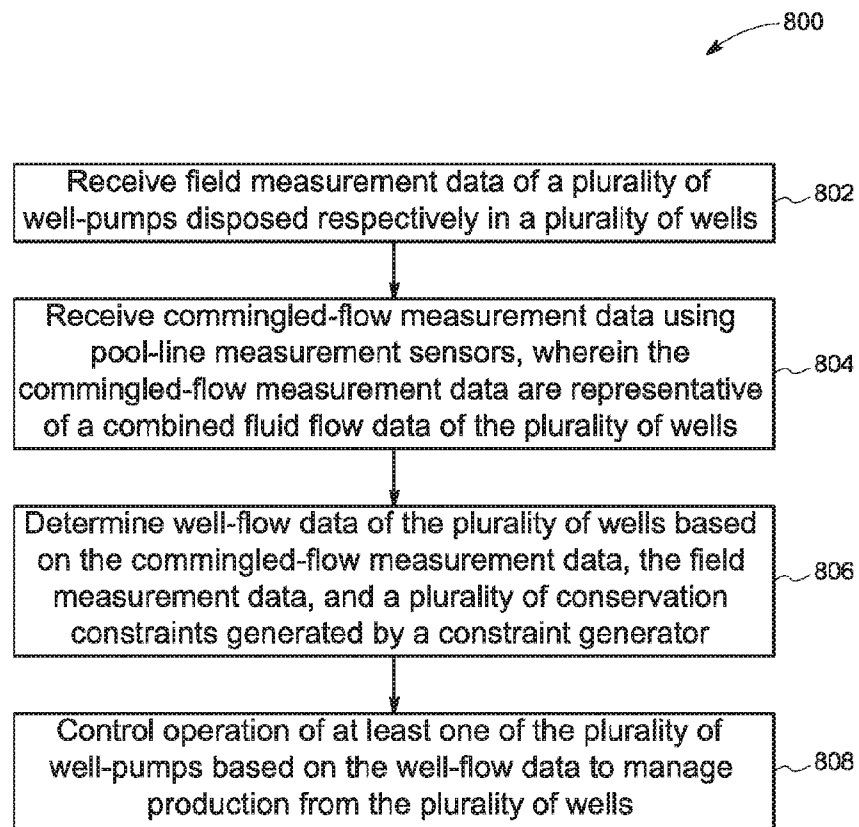 800
Receive field measurement data of a plurality of
well-pumps disposed respectively in a plurality of wells
802
Receive commingled-flow measurement data using
pool-line measurement sensors, wherein the
commingled-flow measurement data are representative
of a combined fluid flow data of the plurality of wells
804
Determine well-flow data of the plurality of wells based
on the commingled-flow measurement data, the field
measurement data, and a plurality of conservation
constraints generated by a constraint generator
806
Control operation of at least one of the plurality of
well-pumps based on the well-flow data to manage
production from the plurality of wells
808